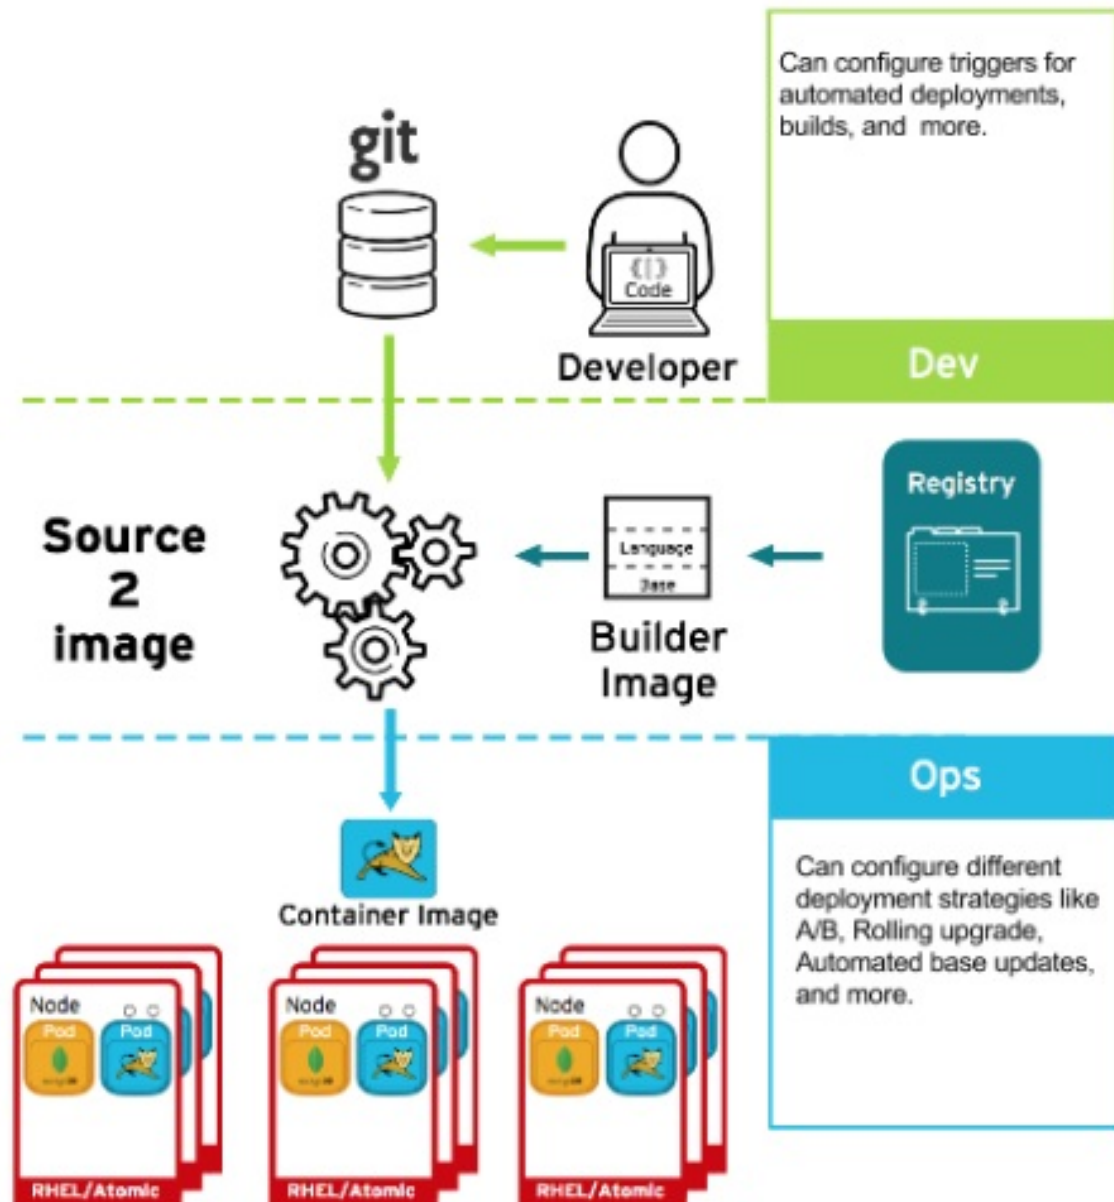 Can configure triggers for
automated deployments,
builds, and more.
git
{[}
Code
Developer
Dev
Source
2
image
Language
Base
Builder
Image
Registry
Ops
Container Image
Can configure different
deployment strategies like
A/B, Rolling upgrade,
Automated base updates,
and more.
Node
Pod
Pod
RHEL/Atomic
Node
Pod
Pod
RHEL/Atomic
Node
Pod
Pod
RHEL/Atomic